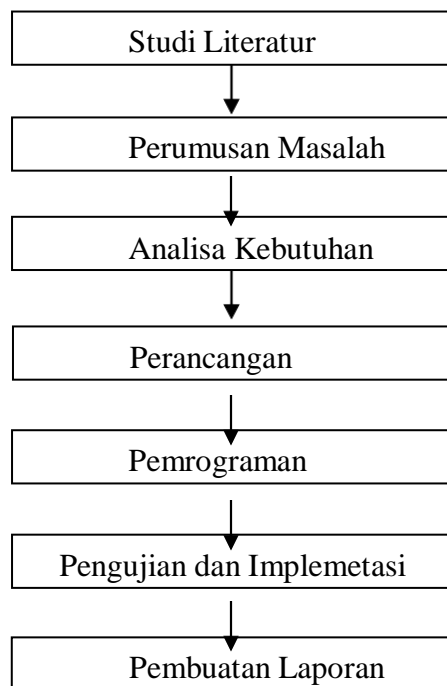 Studi Literatur
Perumusan Masalah
Analisa Kebutuhan
Perancangan
Pemrograman
Pengujian dan Implemetasi
Pembuatan Laporan